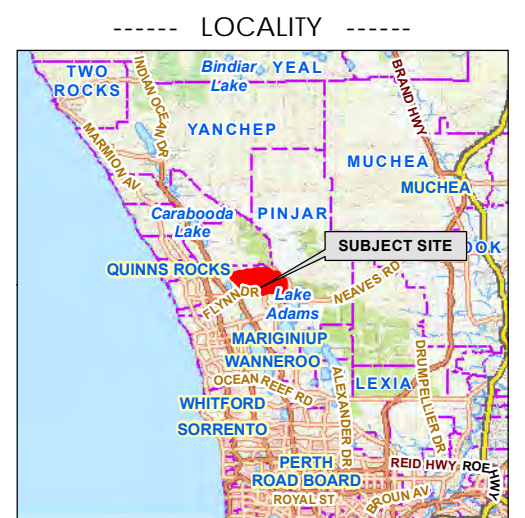 ------ LOCALITY ------
TWO
ROCKS
INDIAN OCEAN DR
Bindiar
Lake
YEAL
BRAND HWY
MARMION AV
YANCHEP
MUCHEA
MUCHEA
Carabooda
Lake
PINJAR
SUBJECT SITE
OOK
QUINNS ROCKS
FLYNN DR
Lake
Adams
NEAVES RD
MARIGINIUP
WANNEROO
OCEAN REEF RD
ALEXANDER DR
LEXIA
DRUMPELLIER DR
WHITFORD
SORRENTO
PERTH
ROAD BOARD
REID HWY
ROE HWY
ROYAL ST
BROUN AV